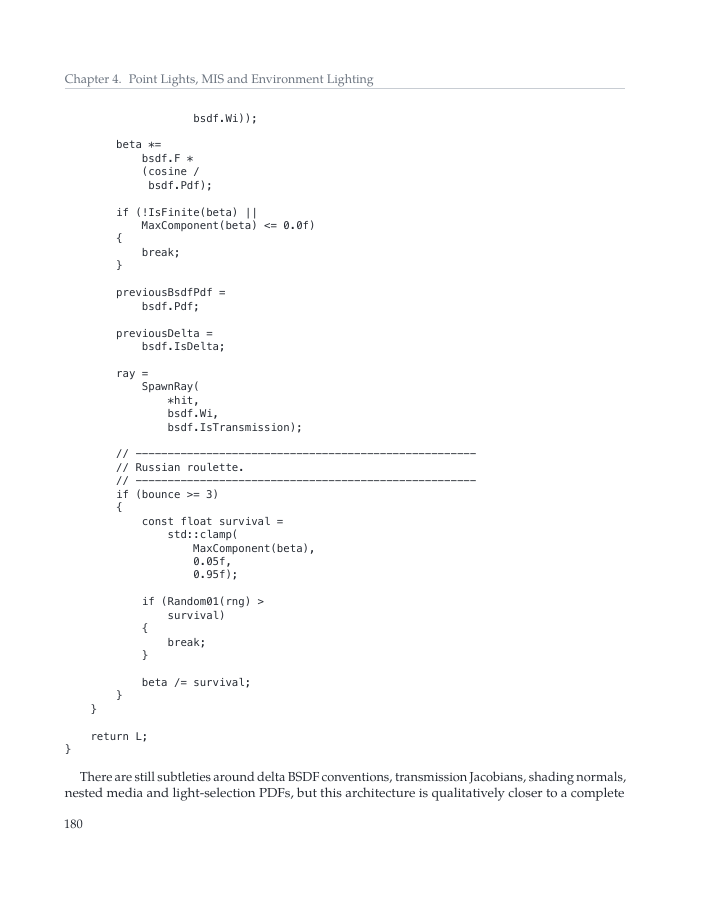 Chapter 4. Point Lights, MIS and Environment Lighting
                    bsdf.Wi));

        beta *=
            bsdf.F *
            (cosine /
             bsdf.Pdf);

        if (!IsFinite(beta) ||
            MaxComponent(beta) <= 0.0f)
        {
            break;
        }

        previousBsdfPdf =
            bsdf.Pdf;

        previousDelta =
            bsdf.IsDelta;

        ray =
            SpawnRay(
                *hit,
                bsdf.Wi,
                bsdf.IsTransmission);

        // -----------------------------------------------------
        // Russian roulette.
        // -----------------------------------------------------
        if (bounce >= 3)
        {
            const float survival =
                std::clamp(
                    MaxComponent(beta),
                    0.05f,
                    0.95f);

            if (Random01(rng) >
                survival)
            {
                break;
            }

            beta /= survival;
        }
    }

    return L;
}
There are still subtleties around delta BSDF conventions, transmission Jacobians, shading normals,
nested media and light-selection PDFs, but this architecture is qualitatively closer to a complete
180